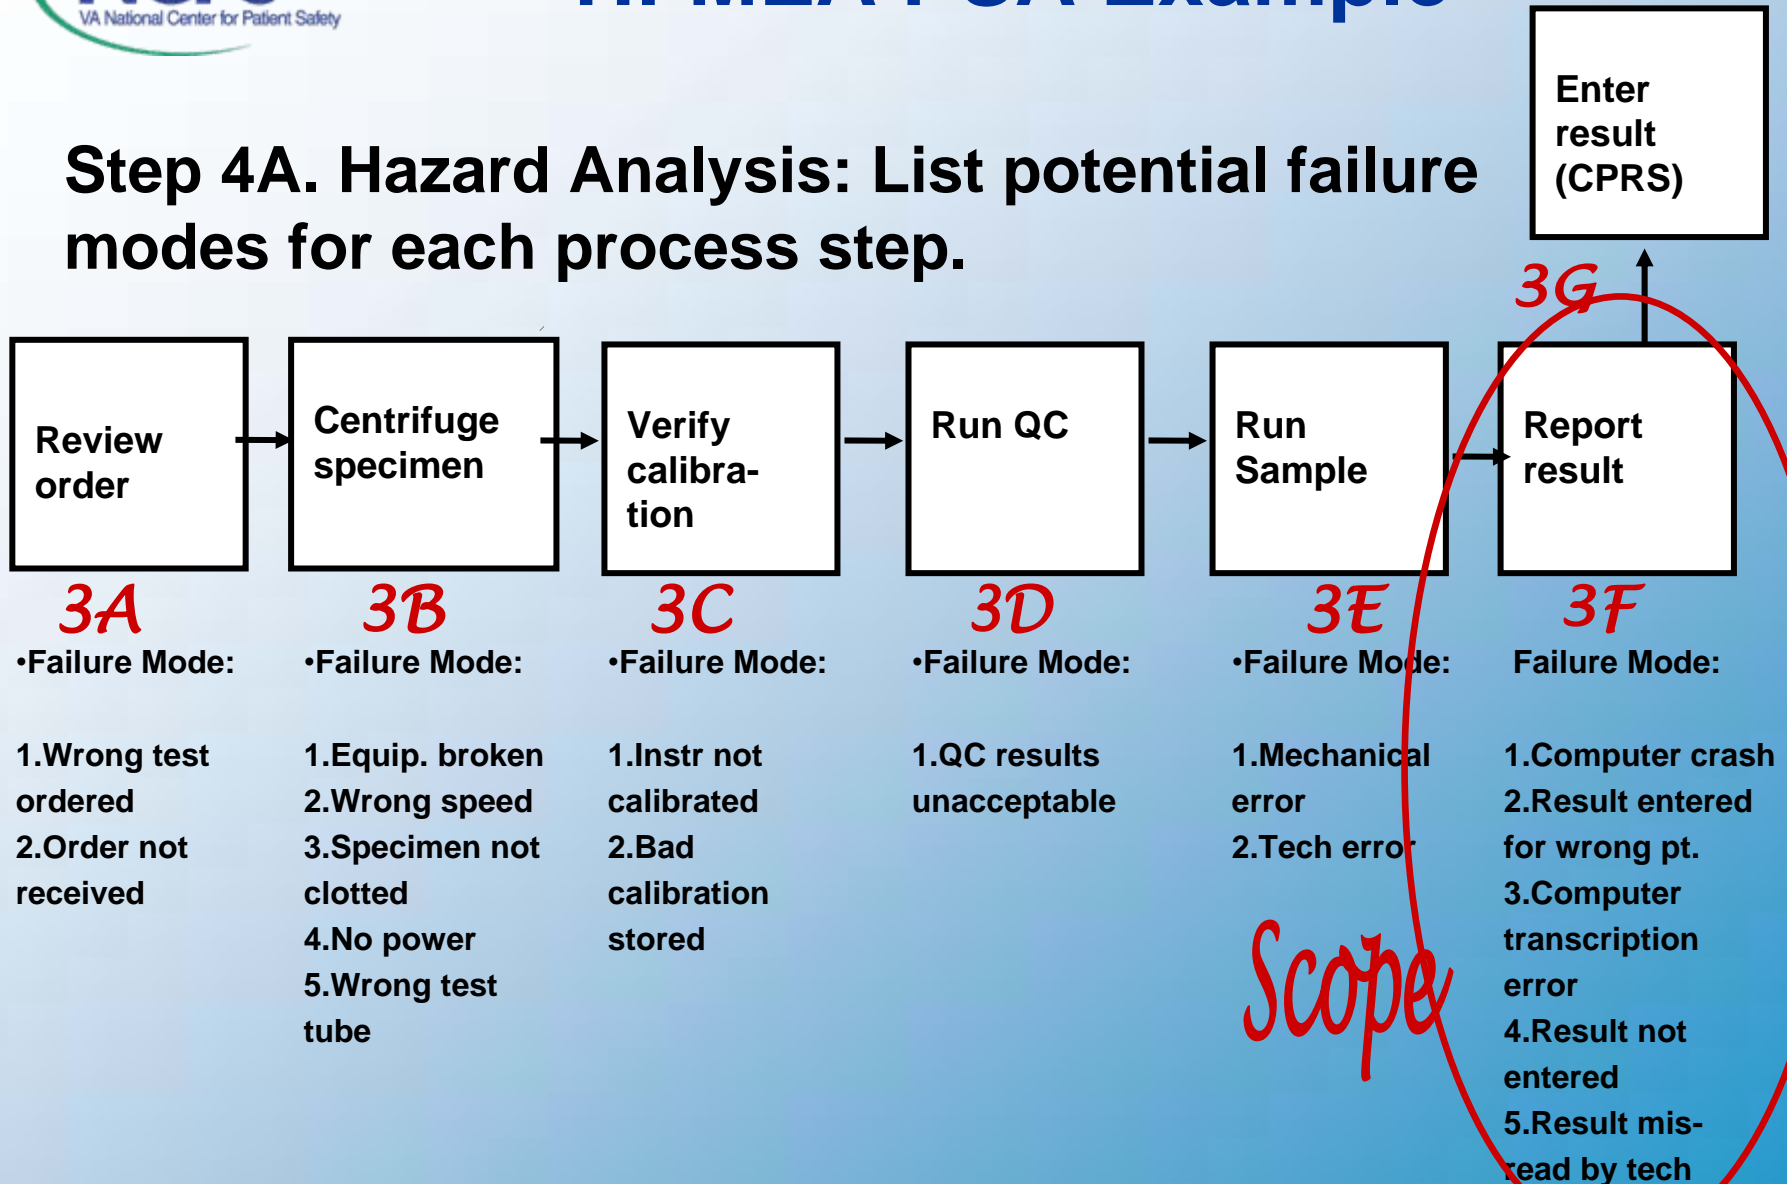 VA National Center for Patient Safety
Example
Step 4A. Hazard Analysis: List potential failure
modes for each process step.
Enter
result
(CPRS)
3G
Review
order
Centrifuge
specimen
Verify
calibra-
tion
Run QC
Run
Sample
Report
result
3A
3B
3C
3D
3E
3F
•Failure Mode:
1.Wrong test
ordered
2.Order not
received
•Failure Mode:
1.Equip. broken
2.Wrong speed
3.Specimen not
clotted
4.No power
5.Wrong test
tube
•Failure Mode:
1.Instr not
calibrated
2.Bad
calibration
stored
•Failure Mode:
1.QC results
unacceptable
•Failure Mode:
1.Mechanical
error
2.Tech error
Scope
Failure Mode:
1.Computer crash
2.Result entered
for wrong pt.
3.Computer
transcription
error
4.Result not
entered
5.Result mis-
read by tech